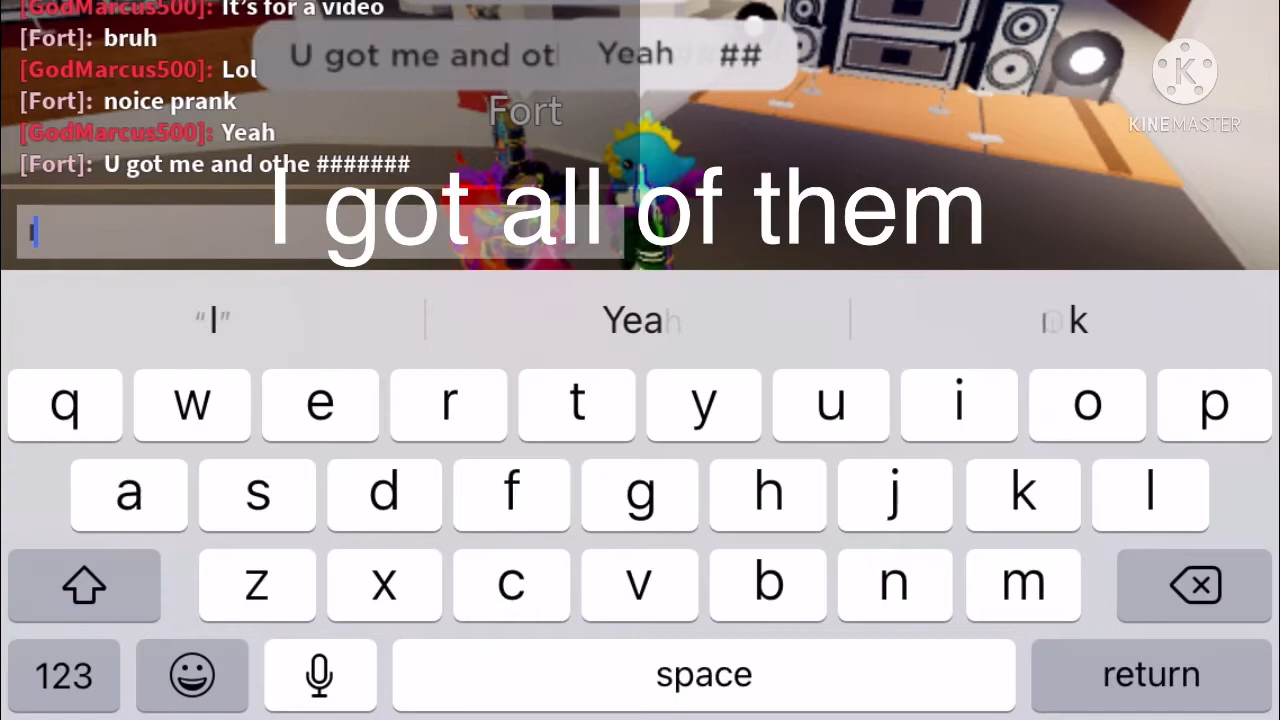 [GodMarcus500]: It's for a video
[Fort]: bruh
[GodMarcus500]: Lol
[Fort]: noice prank
[GodMarcus500]: Yeah
[Fort]: U got me and othe #######
U got me and ot
Yeah
##
Fort
KINEMASTER
I got all of them
I
"I"
Yeah
k
q w e r t y u i o p
a s d f g h j k l
z x c v b n m
123
space
return